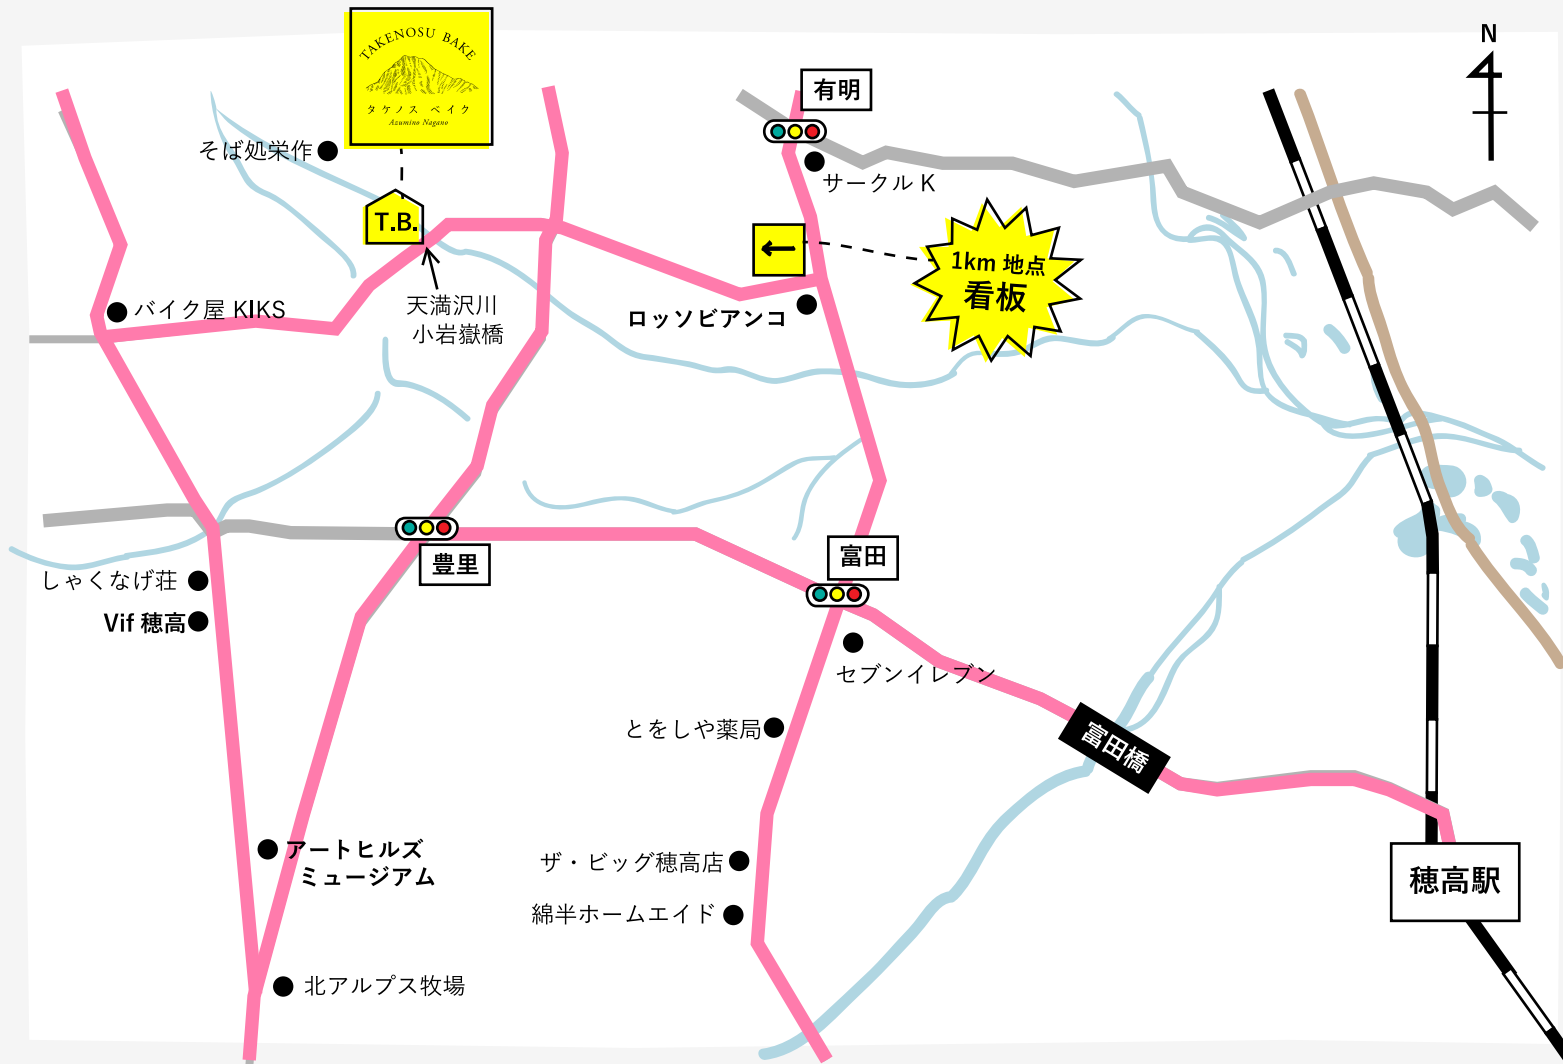 TAKENOSU BAKE
タケノス ベイク
Azumino Nagano
N
有明
そば処栄作
サークル K
T.B.
←
1km 地点
看板
天満沢川
小岩嶽橋
バイク屋 KIKS
ロッソビアンコ
豊里
富田
しゃくなげ荘
Vif 穂高
セブンイレブン
とをしや薬局
富田橋
アートヒルズ
ミュージアム
ザ・ビッグ穂高店
穂高駅
綿半ホームエイド
北アルプス牧場